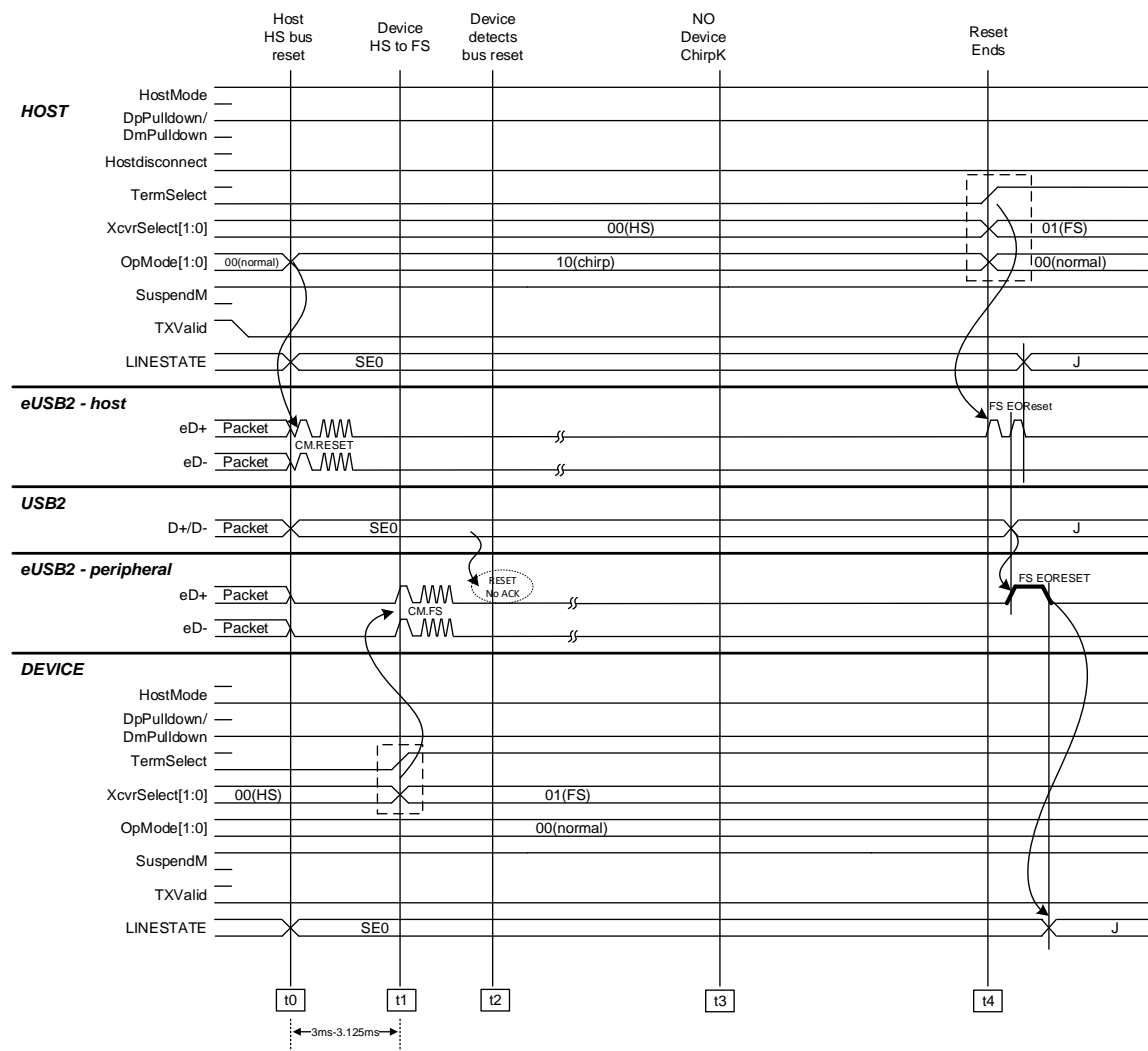 Host
HS bus
reset
Device
HS to FS
Device
detects
bus reset
NO
Device
ChirpK
Reset
Ends
HOST
HostMode
DpPulldown/
DmPulldown
Hostdisconnect
TermSelect
XcvrSelect[1:0] 00(HS) 01(FS)
OpMode[1:0] 00(normal) 10(chirp) 00(normal)
SuspendM
TXValid
LINESTATE SE0 J
eUSB2 - host
FS EOReset
eD+ Packet
CM.RESET
eD- Packet
USB2
D+/D- Packet SE0 J
eUSB2 - peripheral
RESET
No ACK
FS EORESET
eD+ Packet
CM.FS
eD- Packet
DEVICE
HostMode
DpPulldown/
DmPulldown
TermSelect
XcvrSelect[1:0] 00(HS) 01(FS)
OpMode[1:0] 00(normal)
SuspendM
TXValid
LINESTATE SE0 J
t0 t1 t2 t3 t4
3ms-3.125ms